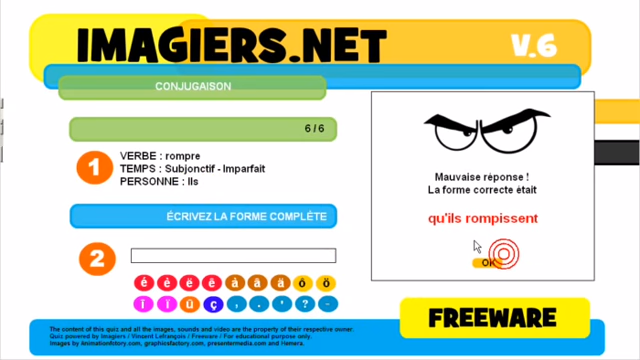 IMAGIERS.NET
V.6
CONJUGAISON
6 / 6
1
VERBE : rompre
TEMPS : Subjonctif - Imparfait
PERSONNE : Ils
ÉCRIVEZ LA FORME COMPLÈTE
2
Mauvaise réponse !
La forme correcte était
qu'ils rompissent
OK
é è ê ë à â ä ô ö
î ï û ç , . ' ? -
FREEWARE
The content of this quiz and all the images, sounds and video are the property of their respective owner.
Quiz powered by Imagiers / Vincent Lefrançois / Freeware / For educational purpose only.
Images by Animationfctory.com, graphicsfactory.com, presentermedia.com and Hemera.